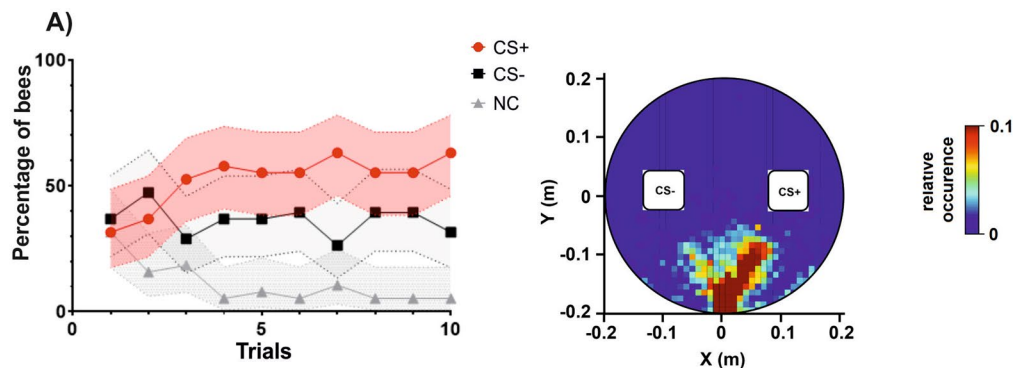 A)
Percentage of bees
100
50
0
0
5
10
Trials
CS+
CS-
NC
Y (m)
0.2
0.1
0
-0.1
-0.2
-0.2
-0.1
0
0.1
0.2
X (m)
CS-
CS+
relative
occurence
0.1
0